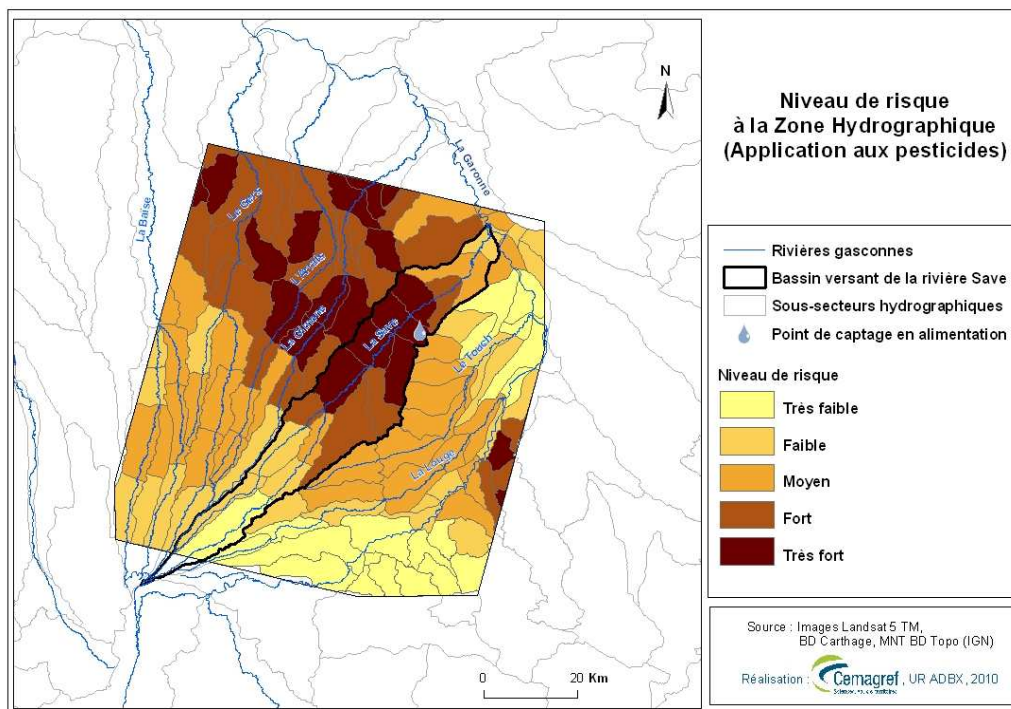 Niveau de risque
à la Zone Hydrographique
(Application aux pesticides)
N
La Garonne
La Baïse
Le Gers
L'Arrats
La Gimone
La Save
Le Touch
La Louge
0 20 Km
Rivières gasconnes
Bassin versant de la rivière Save
Sous-secteurs hydrographiques
Point de captage en alimentation
Niveau de risque
Très faible
Faible
Moyen
Fort
Très fort
Source : Images Landsat 5 TM,
BD Carthage, MNT BD Topo (IGN)
Réalisation : Cemagref , UR ADBX, 2010